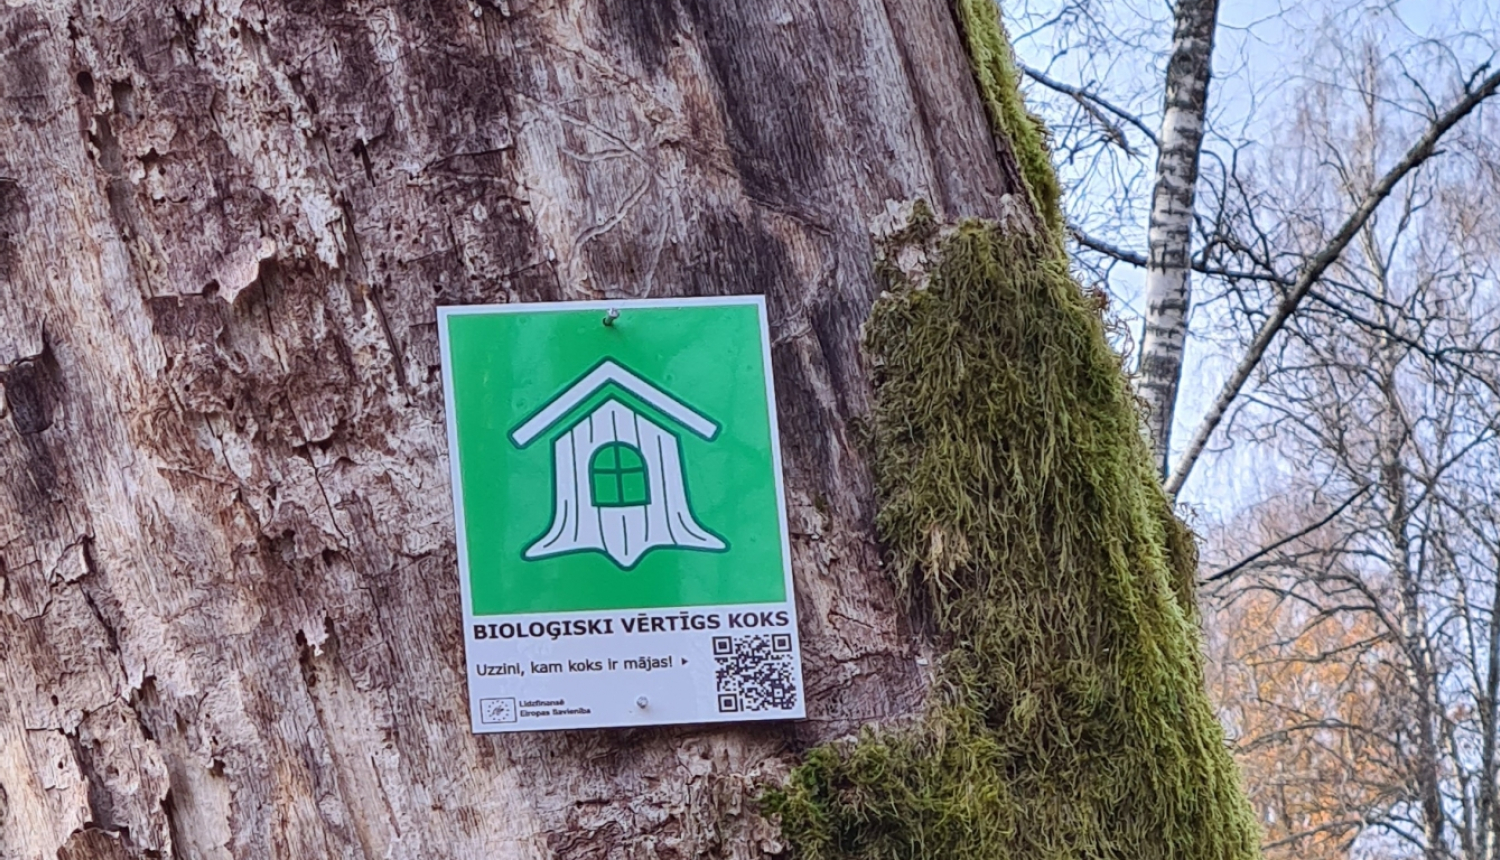 BIOLOĢISKI VĒRTĪGS KOKS
Uzzini, kam koks ir mājas!
Līdzfinansē
Eiropas Savienība